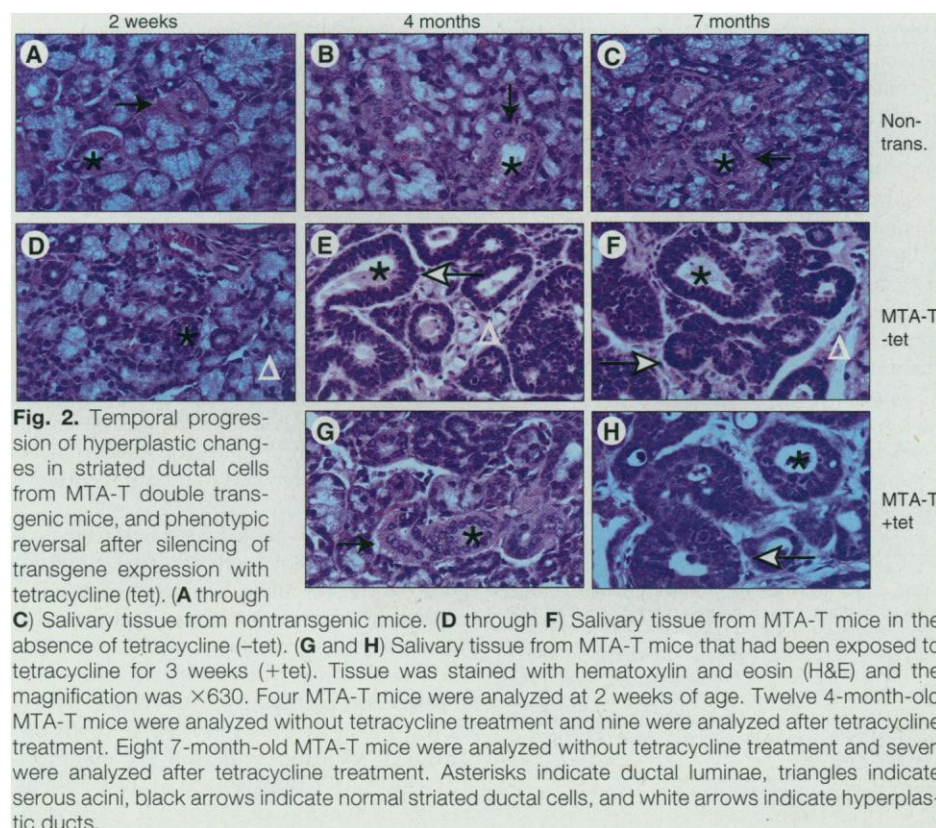 2 weeks 4 months 7 months
A B C
Non-
trans.
D E F
MTA-T
-tet
G H
MTA-T
+tet
Fig. 2. Temporal progres-
sion of hyperplastic chang-
es in striated ductal cells
from MTA-T double trans-
genic mice, and phenotypic
reversal after silencing of
transgene expression with
tetracycline (tet). (A through
C) Salivary tissue from nontransgenic mice. (D through F) Salivary tissue from MTA-T mice in the
absence of tetracycline (–tet). (G and H) Salivary tissue from MTA-T mice that had been exposed to
tetracycline for 3 weeks (+tet). Tissue was stained with hematoxylin and eosin (H&E) and the
magnification was ×630. Four MTA-T mice were analyzed at 2 weeks of age. Twelve 4-month-old
MTA-T mice were analyzed without tetracycline treatment and nine were analyzed after tetracycline
treatment. Eight 7-month-old MTA-T mice were analyzed without tetracycline treatment and seven
were analyzed after tetracycline treatment. Asterisks indicate ductal luminae, triangles indicate
serous acini, black arrows indicate normal striated ductal cells, and white arrows indicate hyperplas-
tic ducts.